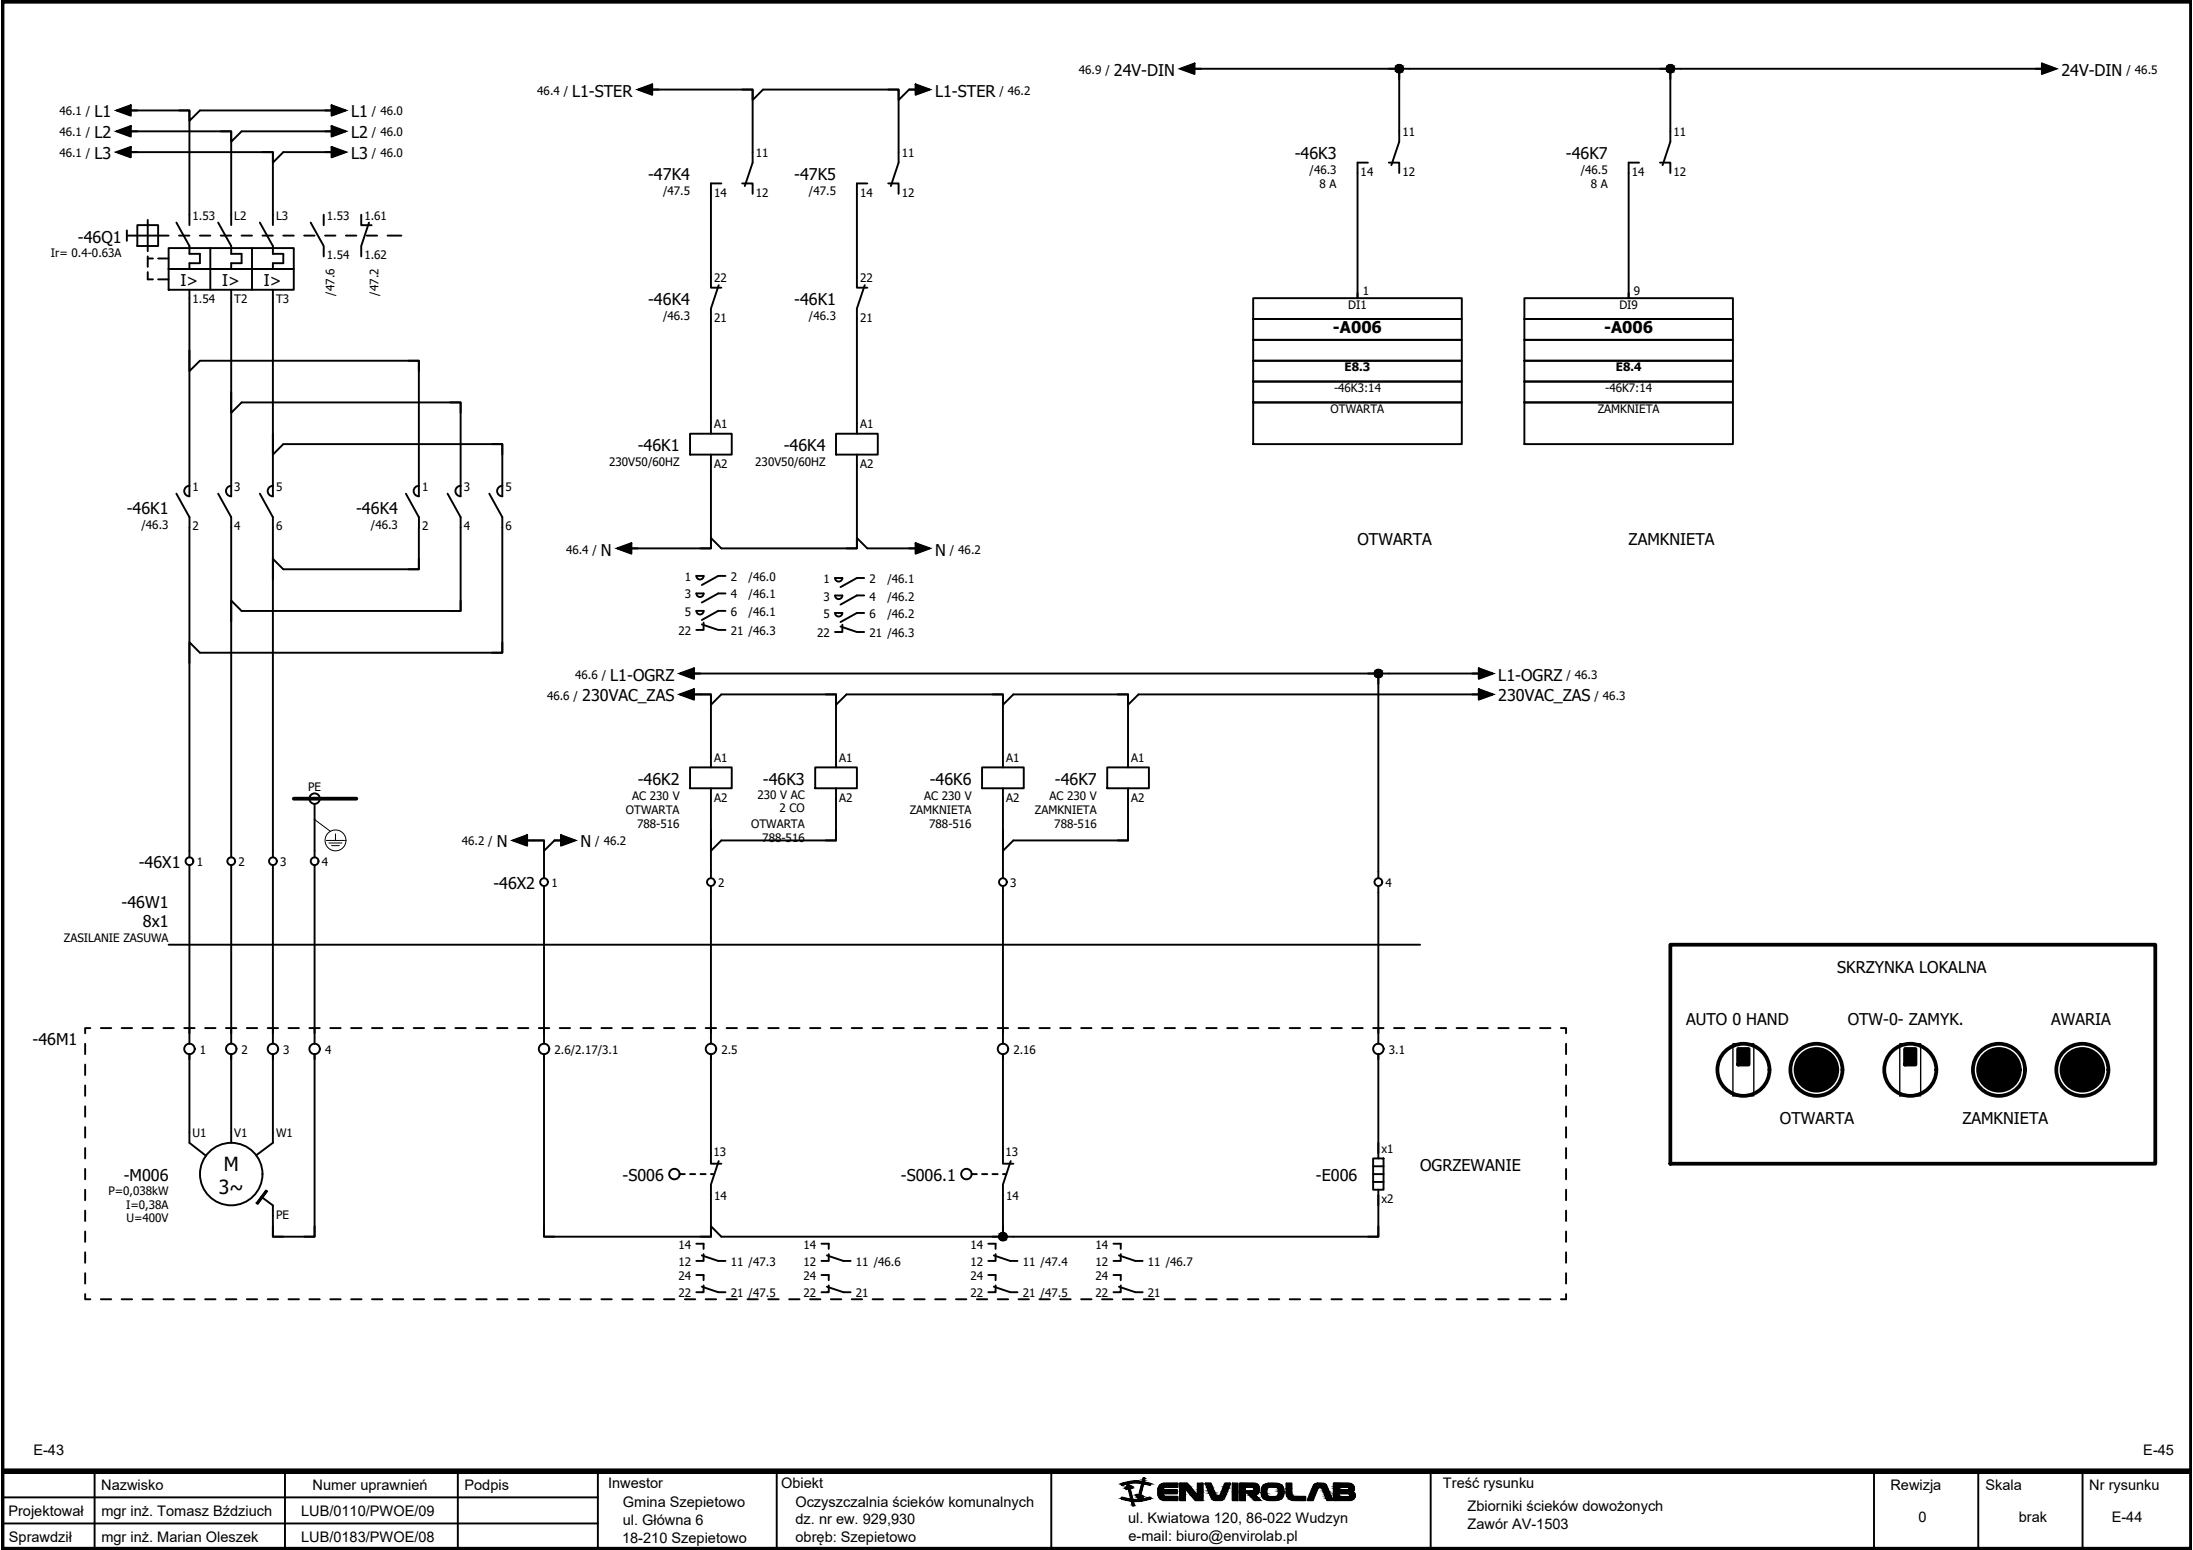 46.1 / L1
L1 / 46.0
46.1 / L2
L2 / 46.0
46.1 / L3
L3 / 46.0
-46Q1
Ir= 0.4-0.63A
1.53
L2
L3
1.53
1.61
1.54
1.62
/47.6
/47.2
I>
I>
I>
1.54
T2
T3
-46K1
/46.3
1
3
5
2
4
6
-46K4
/46.3
1
3
5
2
4
6
PE
-46X1
1
2
3
4
-46W1
8x1
ZASILANIE ZASUWA
-46M1
1
2
3
4
U1
V1
W1
M
3~
PE
-M006
P=0,038kW
I=0,38A
U=400V
46.4 / L1-STER
L1-STER / 46.2
-47K4
/47.5
11
14
12
-47K5
/47.5
11
14
12
-46K4
/46.3
22
21
-46K1
/46.3
22
21
-46K1
230V50/60HZ
A1
A2
-46K4
230V50/60HZ
A1
A2
46.4 / N
N / 46.2
1 2 /46.0
3 4 /46.1
5 6 /46.1
22 21 /46.3
1 2 /46.1
3 4 /46.2
5 6 /46.2
22 21 /46.3
46.9 / 24V-DIN
24V-DIN / 46.5
-46K3
/46.3
8 A
11
14
12
-46K7
/46.5
8 A
11
14
12
1
DI1
-A006
E8.3
-46K3:14
OTWARTA
9
DI9
-A006
E8.4
-46K7:14
ZAMKNIETA
OTWARTA
ZAMKNIETA
46.6 / L1-OGRZ
L1-OGRZ / 46.3
46.6 / 230VAC_ZAS
230VAC_ZAS / 46.3
-46K2
AC 230 V
OTWARTA
788-516
A1
A2
-46K3
230 V AC
2 CO
OTWARTA
788-516
A1
A2
-46K6
AC 230 V
ZAMKNIETA
788-516
A1
A2
-46K7
AC 230 V
ZAMKNIETA
788-516
A1
A2
46.2 / N
N / 46.2
-46X2
1
2
3
4
2.6/2.17/3.1
2.5
2.16
3.1
-S006
13
14
-S006.1
13
14
-E006
x1
x2
OGRZEWANIE
14
12 11 /47.3
24
22 21 /47.5
14
12 11 /46.6
24
22 21
14
12 11 /47.4
24
22 21 /47.5
14
12 11 /46.7
24
22 21
SKRZYNKA LOKALNA
AUTO 0 HAND
OTW-0- ZAMYK.
AWARIA
OTWARTA
ZAMKNIETA
E-43
E-45
Nazwisko
Numer uprawnień
Podpis
Projektował
mgr inż. Tomasz Bździuch
LUB/0110/PWOE/09
Sprawdził
mgr inż. Marian Oleszek
LUB/0183/PWOE/08
Inwestor
Gmina Szepietowo
ul. Główna 6
18-210 Szepietowo
Obiekt
Oczyszczalnia ścieków komunalnych
dz. nr ew. 929,930
obręb: Szepietowo
ENVIROLAB
ul. Kwiatowa 120, 86-022 Wudzyn
e-mail: biuro@envirolab.pl
Treść rysunku
Zbiorniki ścieków dowożonych
Zawór AV-1503
Rewizja
0
Skala
brak
Nr rysunku
E-44